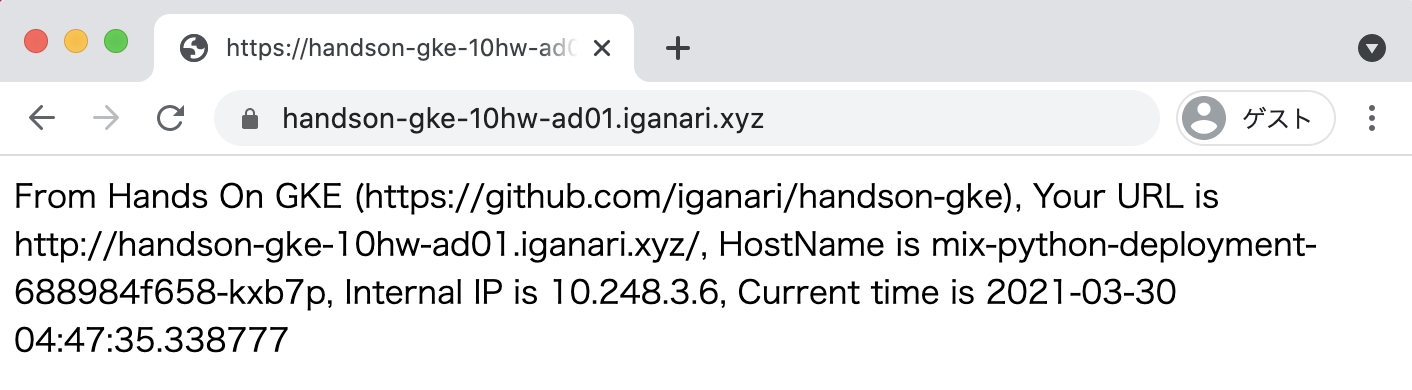 https://handson-gke-10hw-ad0
handson-gke-10hw-ad01.iganari.xyz
ゲスト
From Hands On GKE (https://github.com/iganari/handson-gke), Your URL is
http://handson-gke-10hw-ad01.iganari.xyz/, HostName is mix-python-deployment-
688984f658-kxb7p, Internal IP is 10.248.3.6, Current time is 2021-03-30
04:47:35.338777